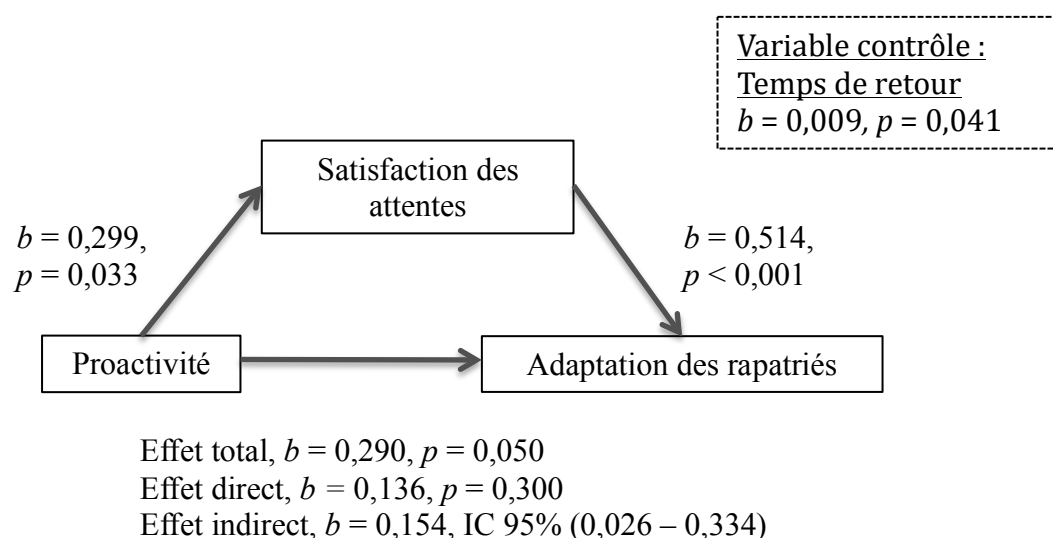 Variable contrôle :
Temps de retour
b = 0,009, p = 0,041
Satisfaction des
attentes
b = 0,299,
p = 0,033
b = 0,514,
p < 0,001
Proactivité
Adaptation des rapatriés
Effet total, b = 0,290, p = 0,050
Effet direct, b = 0,136, p = 0,300
Effet indirect, b = 0,154, IC 95% (0,026 – 0,334)